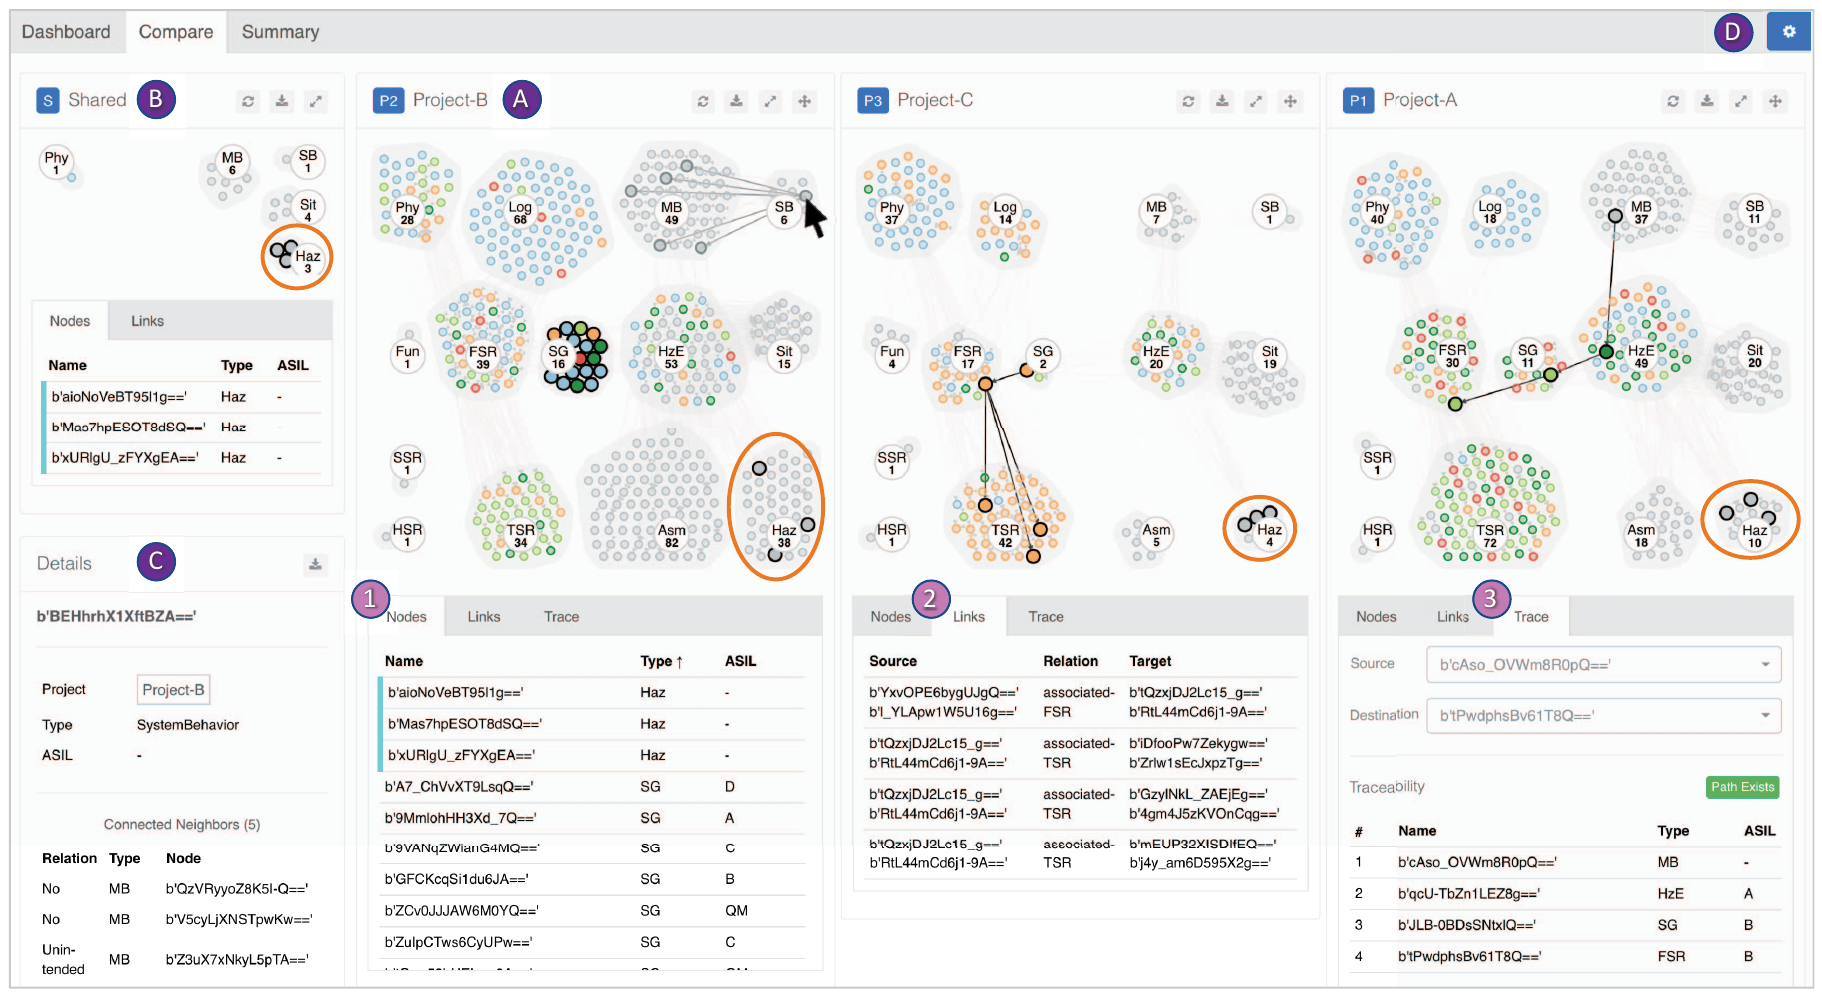 Dashboard Compare Summary D
S Shared B
Phy 1
MB 6
SB 1
Sit 4
Haz 3
Nodes Links
Name Type ASIL
b'aioNoVeBT95l1g==' Haz -
b'Mas7hpESOT8dSQ==' Haz
b'xURlgU_zFYXgEA==' Haz -
Details C
b'BEHhrhX1XftBZA=='
Project Project-B
Type SystemBehavior
ASIL -
Connected Neighbors (5)
Relation Type Node
No MB b'QzVRyyoZ8K5l-Q=='
No MB b'V5cyLjXNSTpwKw=='
Unin-
tended MB b'Z3uX7xNkyL5pTA=='
P2 Project-B A
Phy 28
Log 68
MB 49
SB 6
Fun 1
FSR 39
SG 16
HzE 53
Sit 15
SSR 1
HSR 1
TSR 34
Asm 82
Haz 38
1
Nodes Links Trace
Name Type ↑ ASIL
b'aioNoVeBT95l1g==' Haz -
b'Mas7hpESOT8dSQ==' Haz -
b'xURlgU_zFYXgEA==' Haz -
b'A7_ChVvXT9LsqQ==' SG D
b'9MmlohHH3Xd_7Q==' SG A
b'9VANqZWlanG4MQ==' SG C
b'GFCKcqSi1du6JA==' SG B
b'ZCv0JJJAW6M0YQ==' SG QM
b'ZulpCTws6CyUPw==' SG C
P3 Project-C
Phy 37
Log 14
MB 7
SB 1
Fun 4
FSR 17
SG 2
HzE 20
Sit 19
SSR 1
HSR 1
TSR 42
Asm 5
Haz 4
2
Nodes Links Trace
Source Relation Target
b'YxvOPE6bygUJgQ==' associated- b'tQzxjDJ2Lc15_g=='
b'l_YLApw1W5U16g==' FSR b'RtL44mCd6j1-9A=='
b'tQzxjDJ2Lc15_g==' associated- b'iDfooPw7Zekygw=='
b'RtL44mCd6j1-9A==' TSR b'Zrlw1sEcJxpzTg=='
b'tQzxjDJ2Lc15_g==' associated- b'GzylNkL_ZAEjEg=='
b'RtL44mCd6j1-9A==' TSR b'4gm4J5zKVOnCqg=='
b'tQzxjDJ2Lc15_g==' associated- b'mEUP32XlSDlfEQ=='
b'RtL44mCd6j1-9A==' TSR b'j4y_am6D595X2g=='
P1 Project-A
Phy 40
Log 18
MB 37
SB 11
FSR 30
SG 11
HzE 49
Sit 20
SSR 1
HSR 1
TSR 72
Asm 18
Haz 10
3
Nodes Links Trace
Source b'cAso_OVWm8R0pQ=='
Destination b'tPwdphsBv61T8Q=='
Traceability Path Exists
# Name Type ASIL
1 b'cAso_OVWm8R0pQ==' MB -
2 b'qcU-TbZn1LEZ8g==' HzE A
3 b'JLB-0BDsSNtxlQ==' SG B
4 b'tPwdphsBv61T8Q==' FSR B